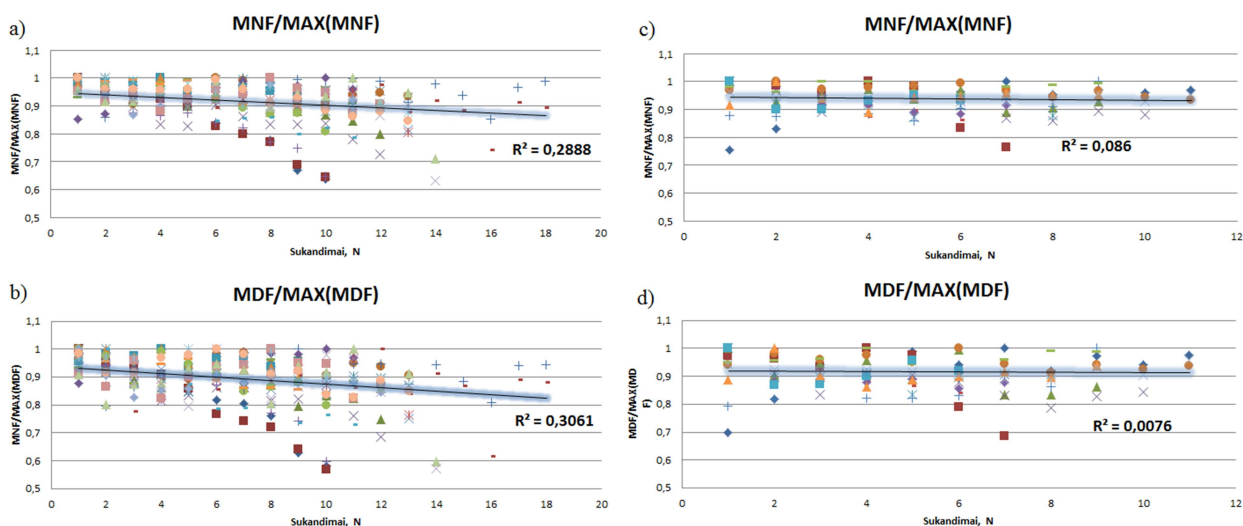 a)
MNF/MAX(MNF)
MNF/MAX(MNF)
1,1
1
0,9
0,8
0,7
0,6
0,5
R² = 0,2888
0 2 4 6 8 10 12 14 16 18 20
Sukandimai, N
b)
MDF/MAX(MDF)
MNF/MAX(MDF)
1,1
1
0,9
0,8
0,7
0,6
0,5
R² = 0,3061
0 2 4 6 8 10 12 14 16 18 20
Sukandimai, N
c)
MNF/MAX(MNF)
MNF/MAX(MNF)
1,1
1
0,9
0,8
0,7
0,6
0,5
R² = 0,086
0 2 4 6 8 10 12
Sukandimai, N
d)
MDF/MAX(MDF)
MDF/MAX(MD
F)
1,1
1
0,9
0,8
0,7
0,6
0,5
R² = 0,0076
0 2 4 6 8 10 12
Sukandimai, N